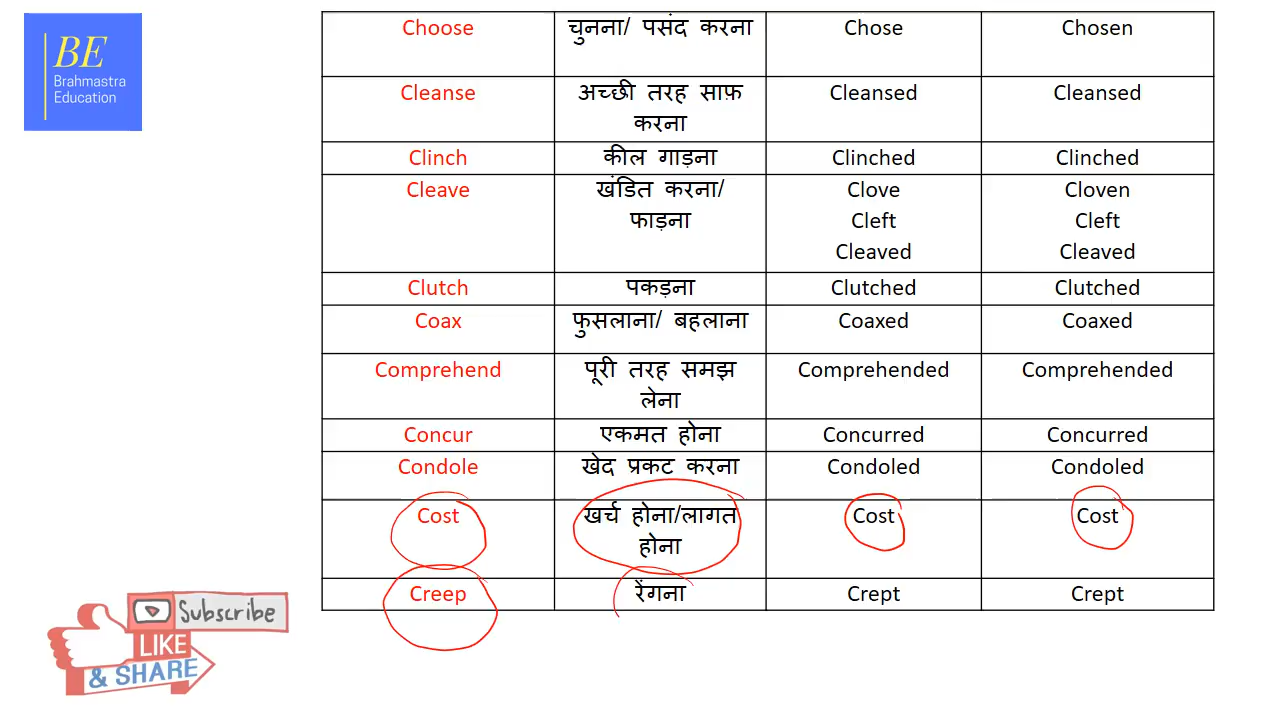 BE
Brahmastra
Education
Choose चुनना/ पसंद करना Chose Chosen
Cleanse अच्छी तरह साफ़ Cleansed Cleansed
करना
Clinch कील गाड़ना Clinched Clinched
Cleave खंडित करना/ Clove Cloven
फाड़ना Cleft Cleft
Cleaved Cleaved
Clutch पकड़ना Clutched Clutched
Coax फुसलाना/ बहलाना Coaxed Coaxed
Comprehend पूरी तरह समझ Comprehended Comprehended
लेना
Concur एकमत होना Concurred Concurred
Condole खेद प्रकट करना Condoled Condoled
Cost खर्च होना/लागत Cost Cost
होना
Creep रेंगना Crept Crept
Subscribe
LIKE
& SHARE